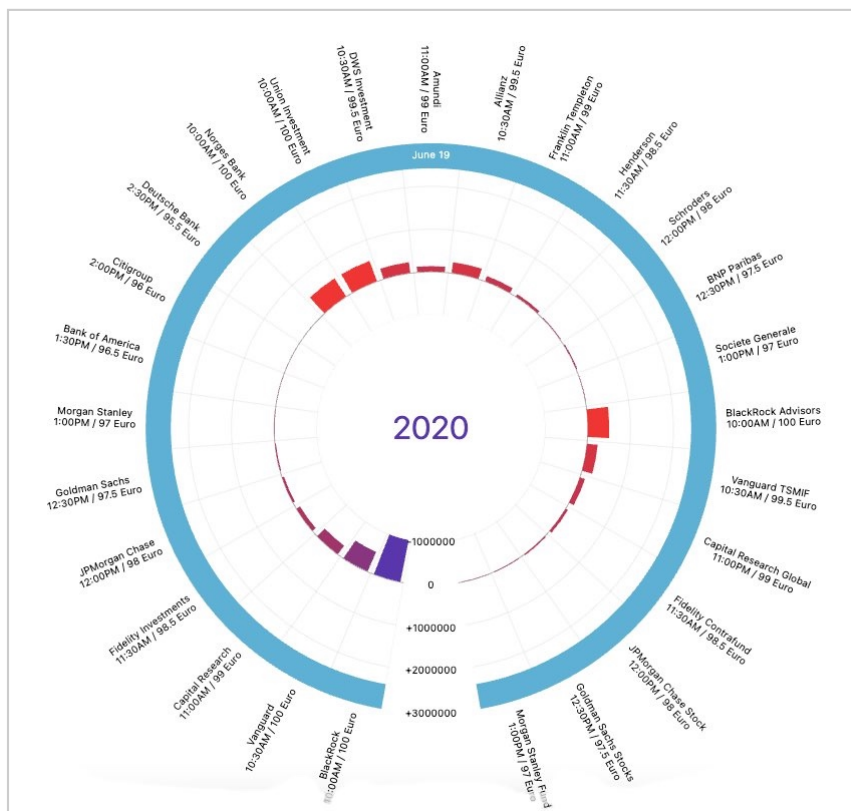 Amundi
11:00AM / 99 Euro
Allianz
10:30AM / 99.5 Euro
Franklin Templeton
11:00AM / 99 Euro
Henderson
11:30AM / 98.5 Euro
Schroders
12:00PM / 98 Euro
BNP Paribas
12:30PM / 97.5 Euro
Societe Generale
1:00PM / 97 Euro
BlackRock Advisors
10:00AM / 100 Euro
Vanguard TSMIF
10:30AM / 99.5 Euro
Capital Research Global
11:00PM / 99 Euro
Fidelity Contrafund
11:30AM / 98.5 Euro
JPMorgan Chase Stock
12:00PM / 98 Euro
Goldman Sachs Stocks
12:30PM / 97.5 Euro
Morgan Stanley Fund
1:00PM / 97 Euro
BlackRock
10:00AM / 100 Euro
Vanguard
10:30AM / 100 Euro
Capital Research
11:00AM / 99 Euro
Fidelity Investments
11:30AM / 98.5 Euro
JPMorgan Chase
12:00PM / 98 Euro
Goldman Sachs
12:30PM / 97.5 Euro
Morgan Stanley
1:00PM / 97 Euro
Bank of America
1:30PM / 96.5 Euro
Citigroup
2:00PM / 96 Euro
Deutsche Bank
2:30PM / 95.5 Euro
Norges Bank
10:00AM / 100 Euro
Union Investment
10:00AM / 100 Euro
DWS Investment
10:30AM / 99.5 Euro
June 19
2020
1000000
0
+1000000
+2000000
+3000000